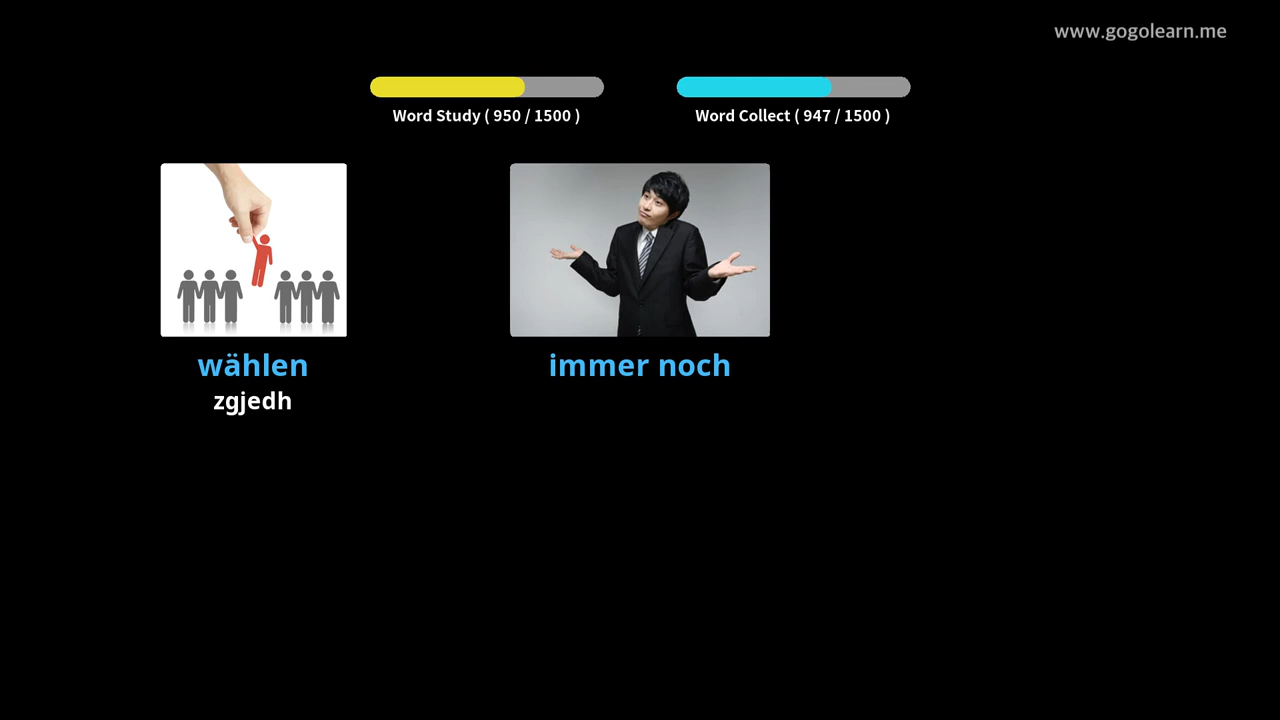 www.gogolearn.me
Word Study ( 950 / 1500 )
Word Collect ( 947 / 1500 )
wählen
zgjedh
immer noch